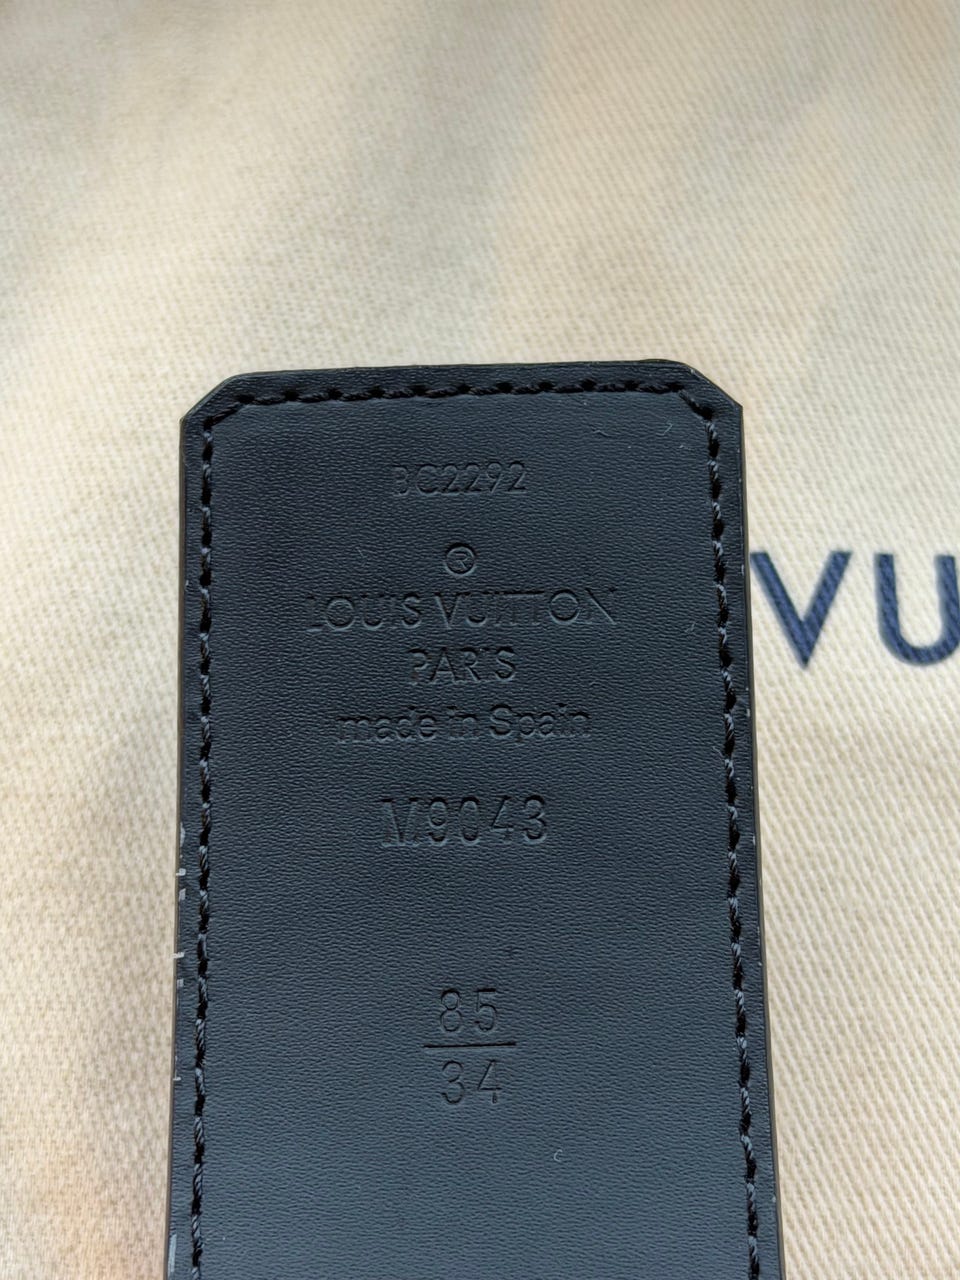 BC2292
®
LOUIS VUITTON
PARIS
made in Spain
M9043
85
34
VU